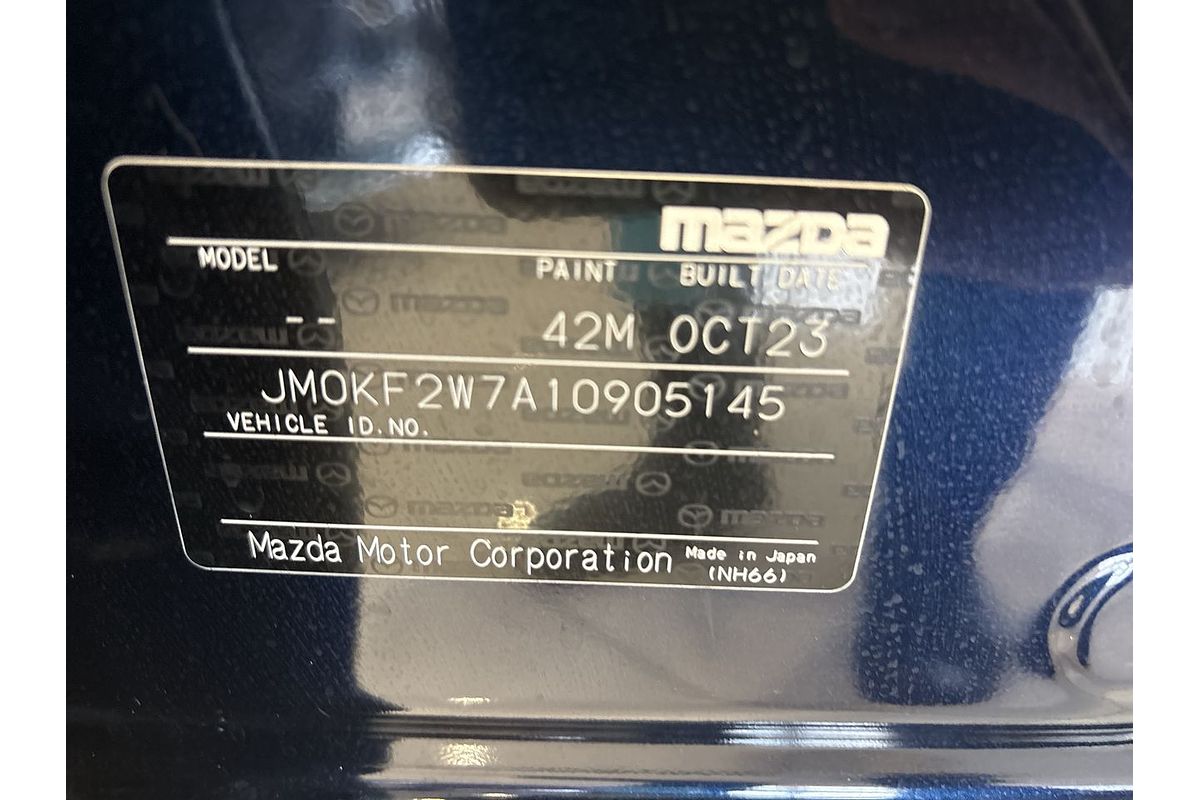 mazda
MODEL PAINT BUILT DATE
-- 42M OCT23
JM0KF2W7A10905145
VEHICLE ID.NO.
Mazda Motor Corporation Made in Japan
(NH66)